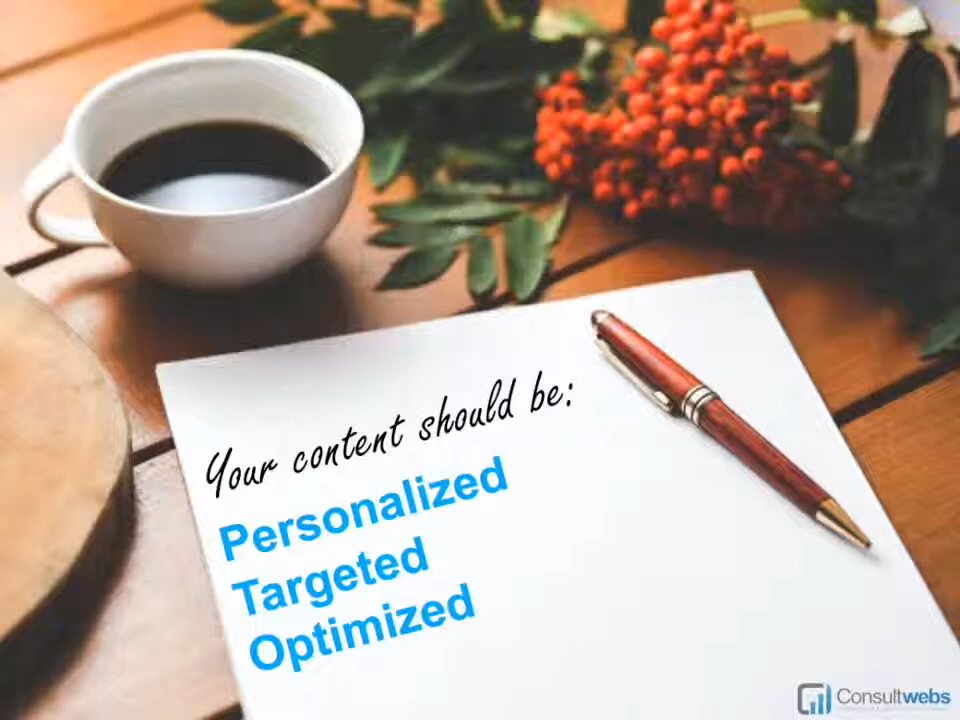 Your content should be:
Personalized
Targeted
Optimized
Consultwebs